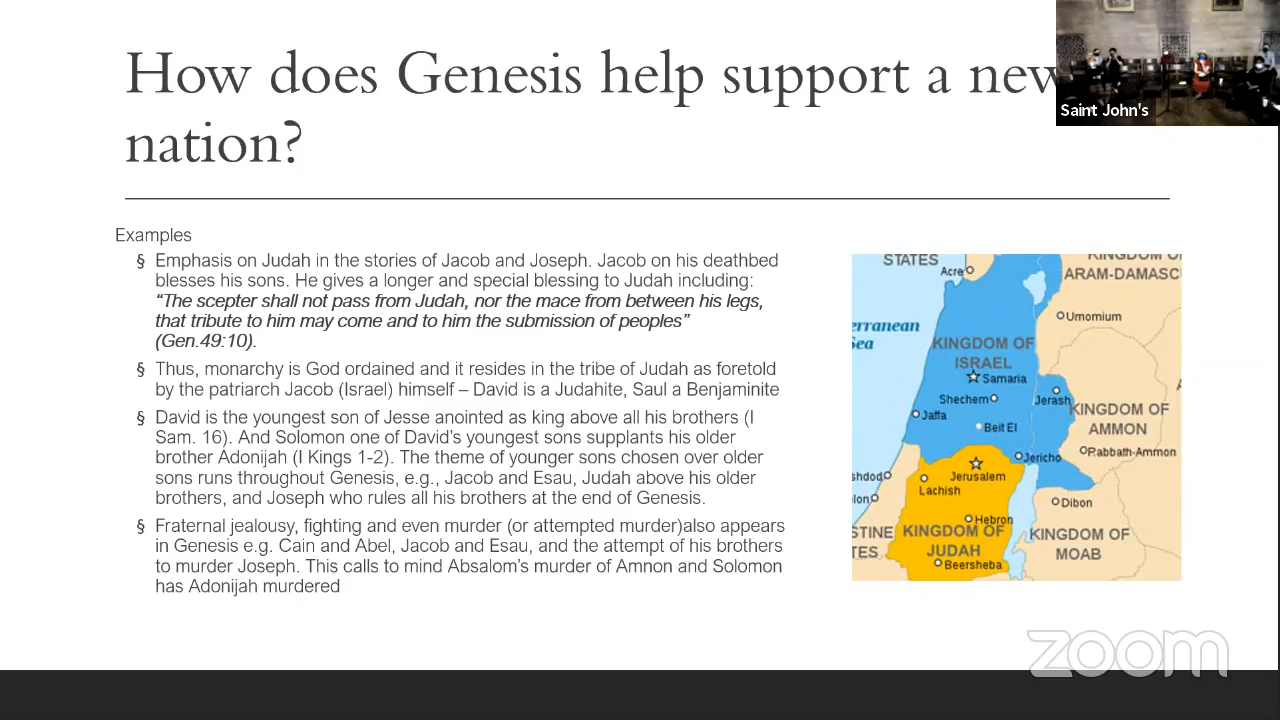 How does Genesis help support a new
nation?
Saint John's
Examples
§ Emphasis on Judah in the stories of Jacob and Joseph. Jacob on his deathbed
blesses his sons. He gives a longer and special blessing to Judah including:
“The scepter shall not pass from Judah, nor the mace from between his legs,
that tribute to him may come and to him the submission of peoples”
(Gen.49:10).
§ Thus, monarchy is God ordained and it resides in the tribe of Judah as foretold
by the patriarch Jacob (Israel) himself – David is a Judahite, Saul a Benjaminite
§ David is the youngest son of Jesse anointed as king above all his brothers (I
Sam. 16). And Solomon one of David’s youngest sons supplants his older
brother Adonijah (I Kings 1-2). The theme of younger sons chosen over older
sons runs throughout Genesis, e.g., Jacob and Esau, Judah above his older
brothers, and Joseph who rules all his brothers at the end of Genesis.
§ Fraternal jealousy, fighting and even murder (or attempted murder)also appears
in Genesis e.g. Cain and Abel, Jacob and Esau, and the attempt of his brothers
to murder Joseph. This calls to mind Absalom’s murder of Amnon and Solomon
has Adonijah murdered
STATES
Acre
KINGDOM OF
ARAM-DAMASC
Umomium
erranean
Sea
KINGDOM OF
ISRAEL
Samaria
Shechem
Jerash
Jaffa
KINGDOM OF
AMMON
Beit El
Jericho
Rabbath-Ammon
Jerusalem
shdod
Lachish
lon
Dibon
Hebron
STINE
TES
KINGDOM OF
JUDAH
KINGDOM OF
MOAB
Beersheba
zoom